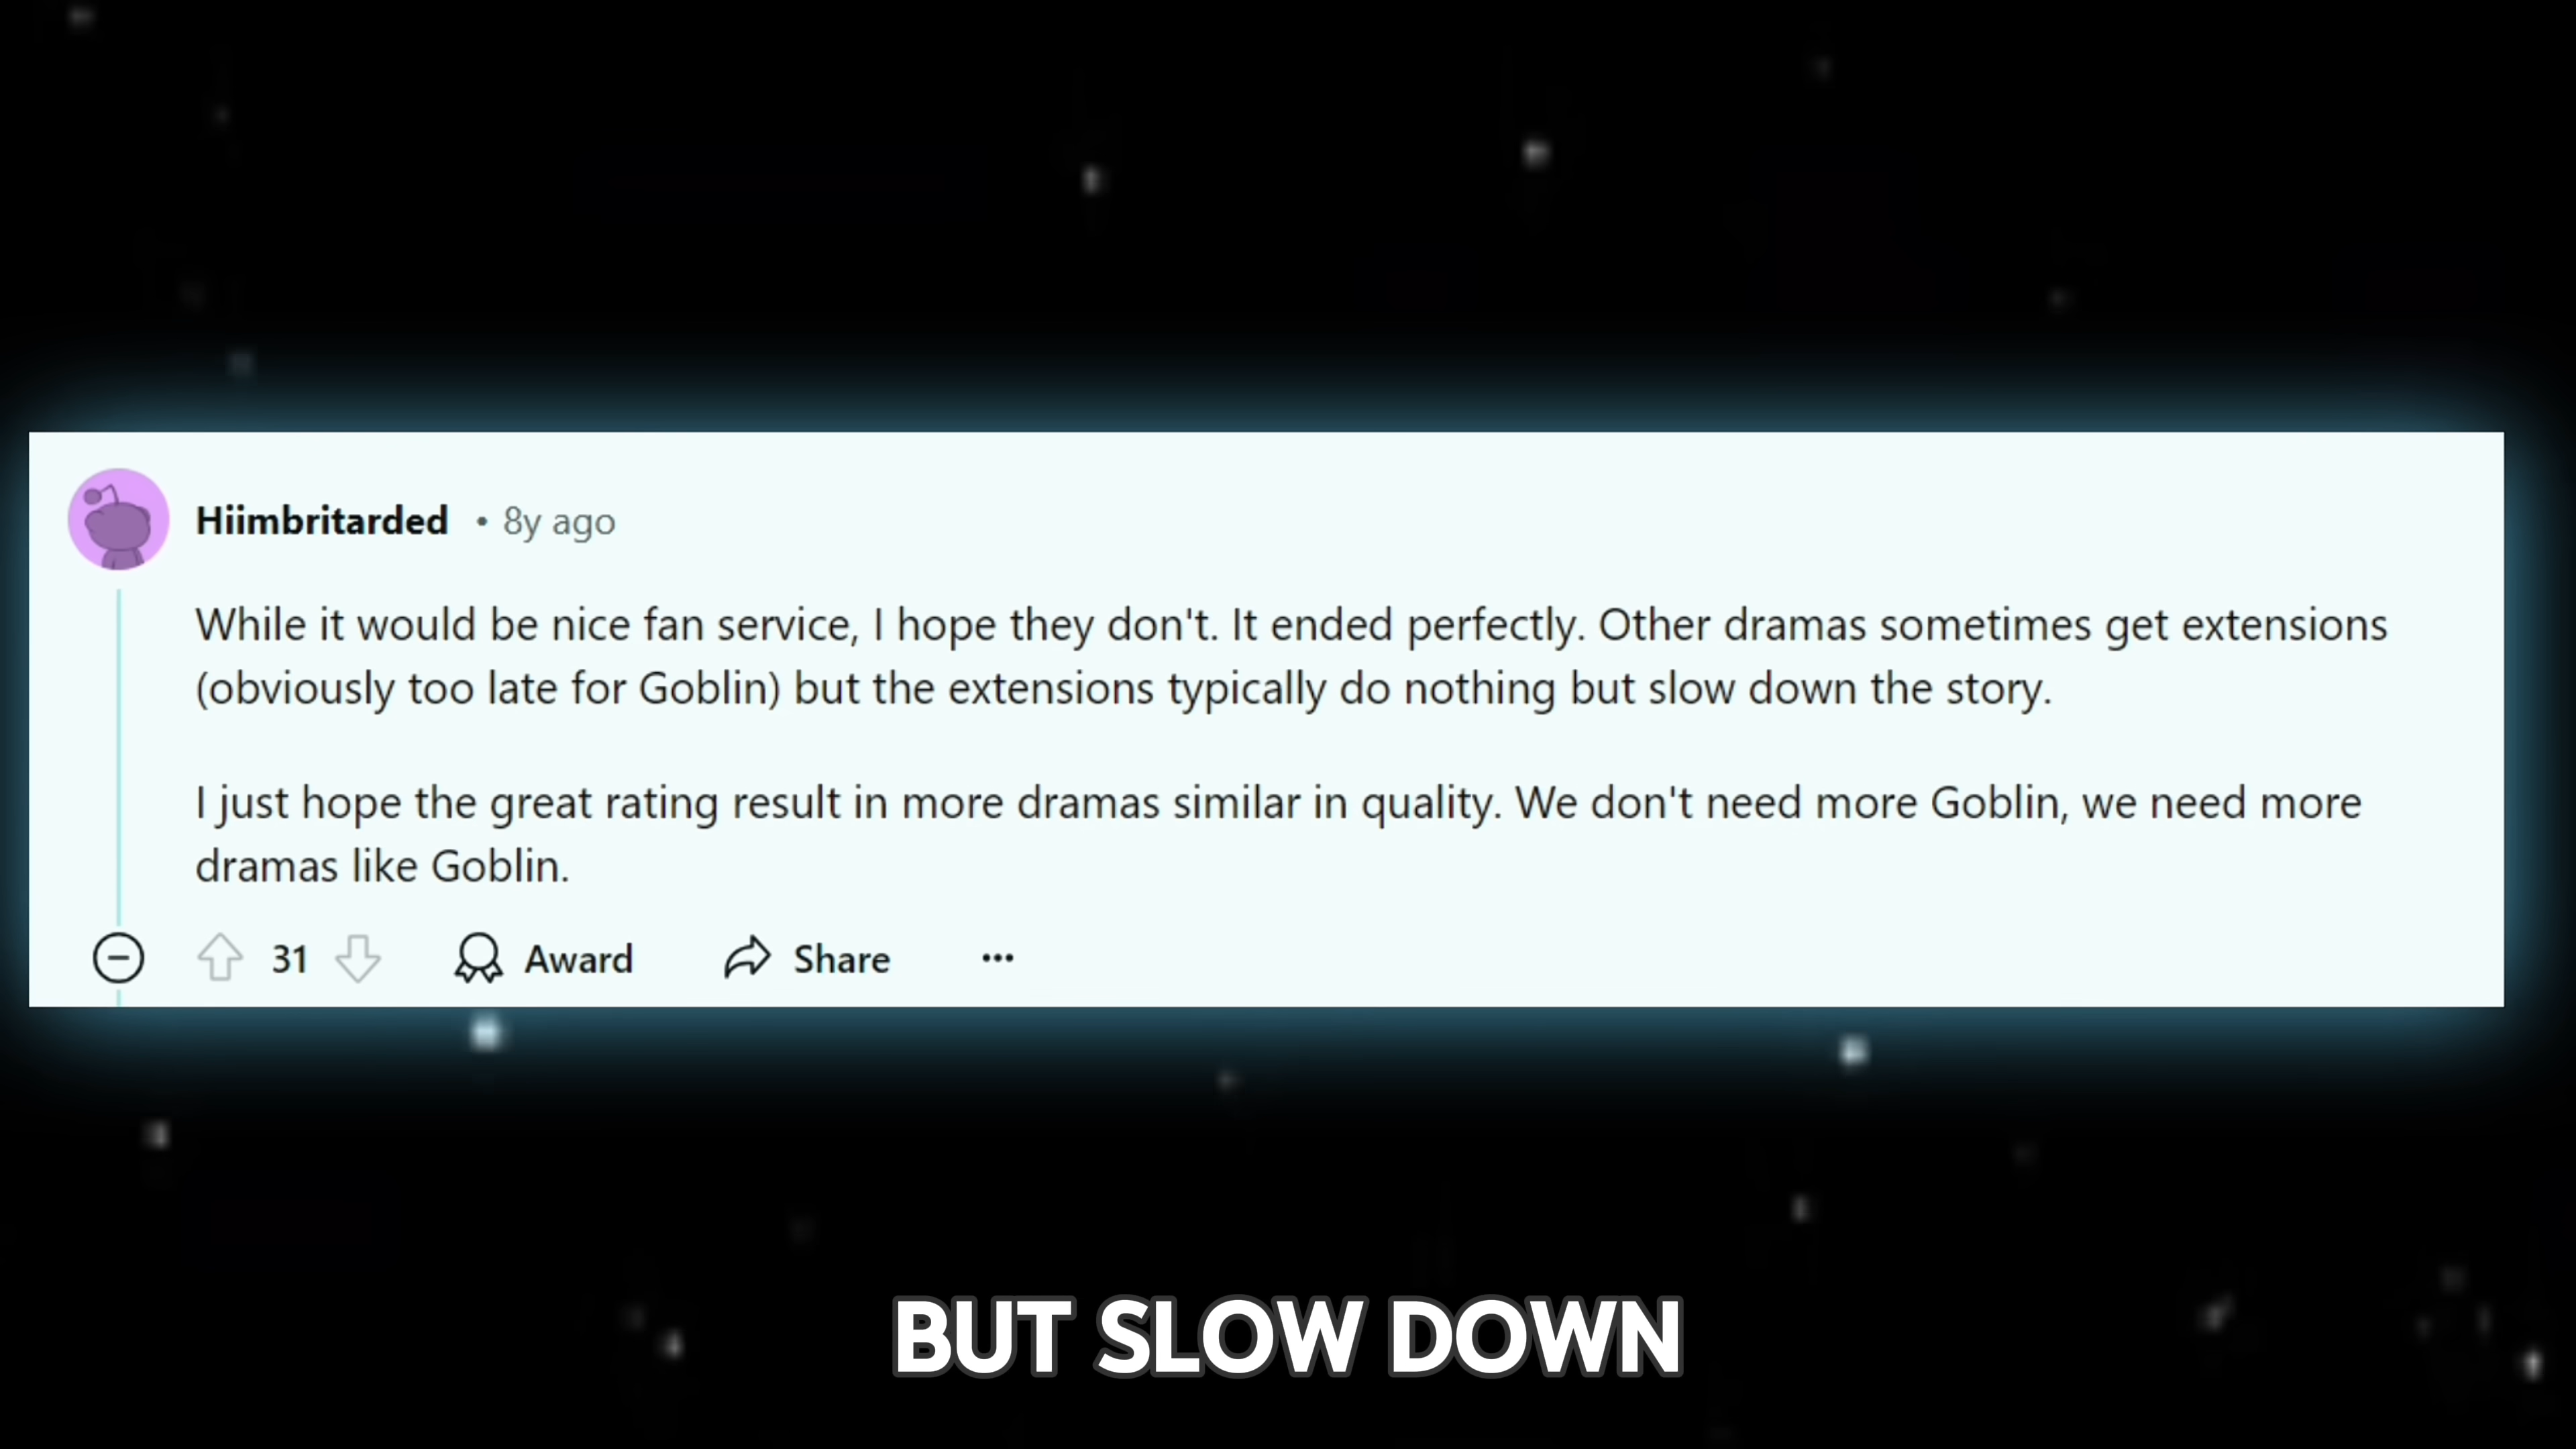 Hiimbritarded • 8y ago
While it would be nice fan service, I hope they don't. It ended perfectly. Other dramas sometimes get extensions
(obviously too late for Goblin) but the extensions typically do nothing but slow down the story.
I just hope the great rating result in more dramas similar in quality. We don't need more Goblin, we need more
dramas like Goblin.
31 Award Share ...
BUT SLOW DOWN